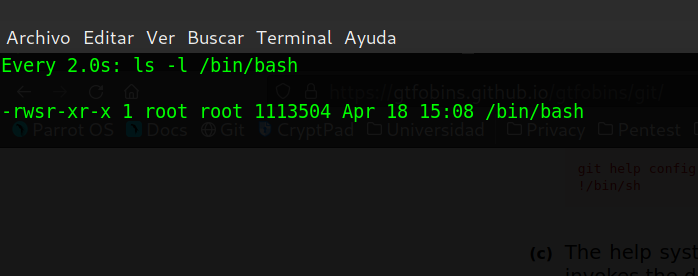 Archivo Editar Ver Buscar Terminal Ayuda
Every 2.0s: ls -l /bin/bash
https://gtfobins.github.io/gtfobins/git/
-rwsr-xr-x 1 root root 1113504 Apr 18 15:08 /bin/bash
Parrot OS Docs Git CryptPad Universidad Privacy Pentest
git help config
!/bin/sh
(c) The help syst
invokes the d